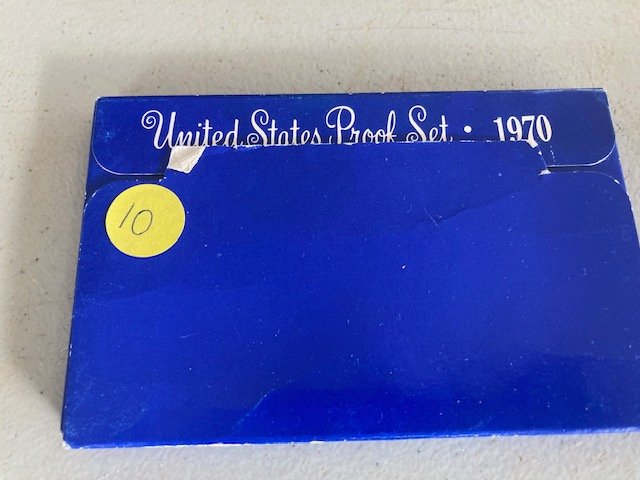 United States Proof Set • 1970
10